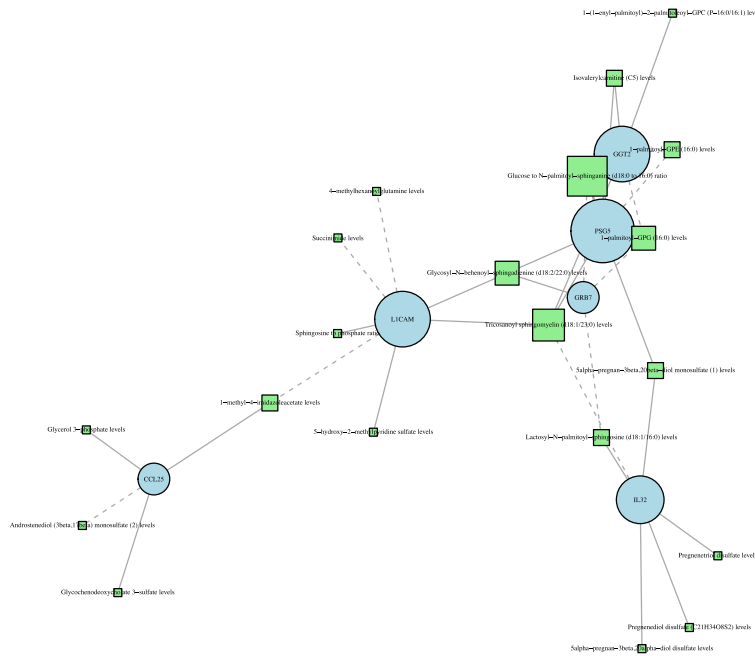 1−(1−enyl−palmitoyl)−2−palmitoleoyl−GPC (P−16:0/16:1) leve
Isovalerylcarnitine (C5) levels
GGT2
1−palmitoyl−GPE (16:0) levels
Glucose to N−palmitoyl−sphinganine (d18:0 to 16:0) ratio
4−methylhexanoylglutamine levels
PSG5
1−palmitoyl−GPG (16:0) levels
Succinimide levels
Glycosyl−N−behenoyl−sphingadienine (d18:2/22:0) levels
GRB7
L1CAM
Tricosanoyl sphingomyelin (d18:1/23:0) levels
Sphingosine to phosphate ratio
5alpha−pregnan−3beta,20beta−diol monosulfate (1) levels
1−methyl−4−imidazoleacetate levels
Glycerol 3−phosphate levels
5−hydroxy−2−methylpyridine sulfate levels
Lactosyl−N−palmitoyl−sphingosine (d18:1/16:0) levels
CCL25
IL32
Androstenediol (3beta,17beta) monosulfate (2) levels
Pregnenetriol disulfate level
Glycochenodeoxycholate 3−sulfate levels
Pregnenediol disulfate (C21H34O8S2) levels
5alpha−pregnan−3beta,20alpha−diol disulfate levels